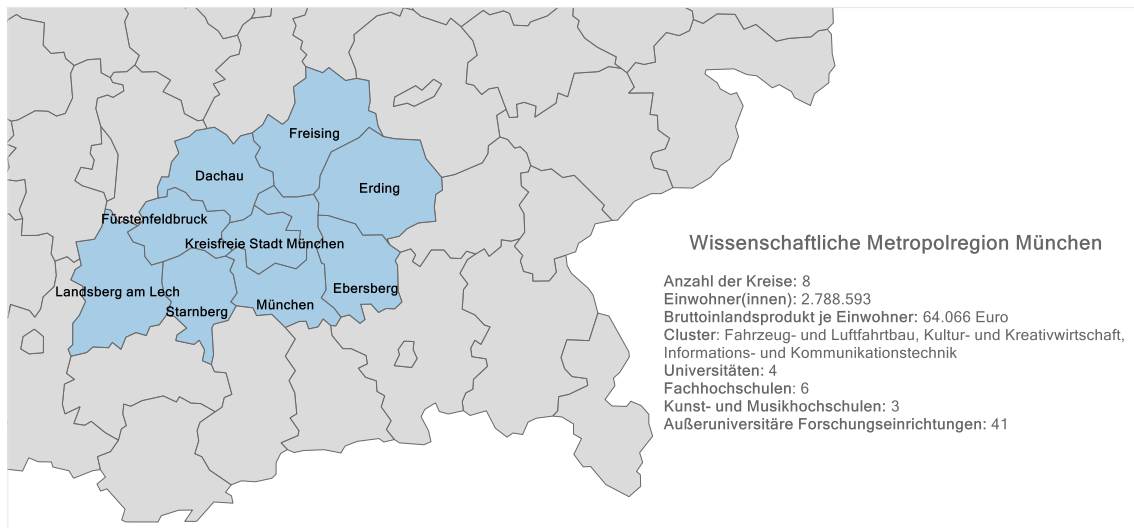 Freising
Dachau
Erding
Fürstenfeldbruck
Kreisfreie Stadt München
Landsberg am Lech
Ebersberg
München
Starnberg
Wissenschaftliche Metropolregion München
Anzahl der Kreise: 8
Einwohner(innen): 2.788.593
Bruttoinlandsprodukt je Einwohner: 64.066 Euro
Cluster: Fahrzeug- und Luftfahrtbau, Kultur- und Kreativwirtschaft,
Informations- und Kommunikationstechnik
Universitäten: 4
Fachhochschulen: 6
Kunst- und Musikhochschulen: 3
Außeruniversitäre Forschungseinrichtungen: 41